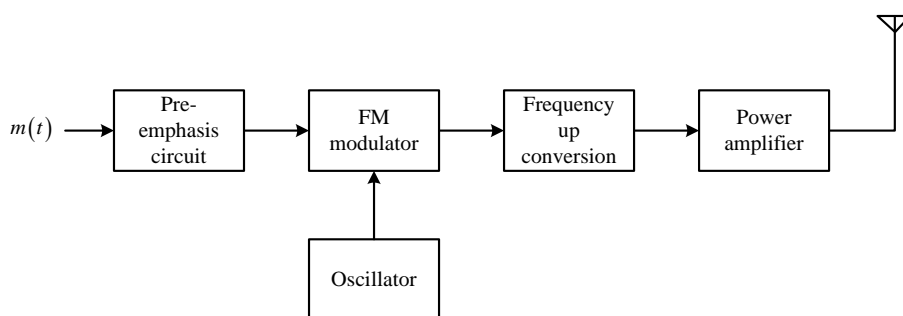 m(t)
Pre-
emphasis
circuit
FM
modulator
Frequency
up
conversion
Power
amplifier
Oscillator